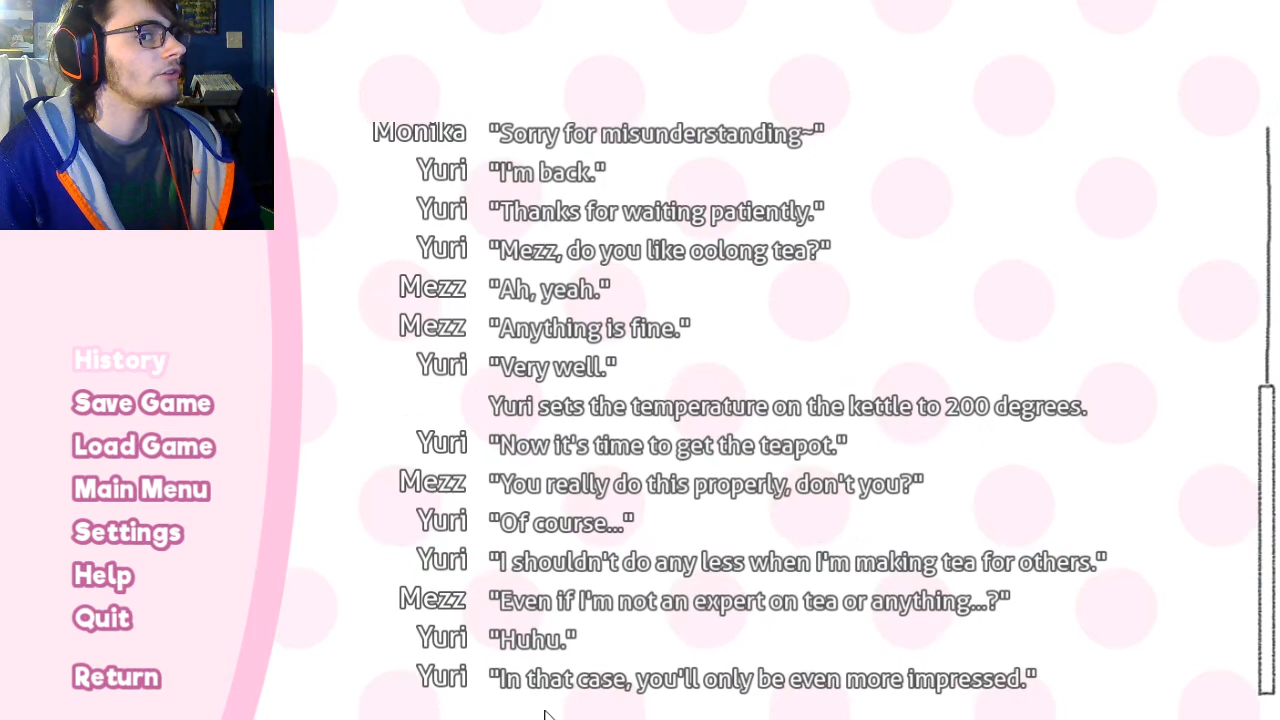 Monika "Sorry for misunderstanding~"
Yuri "I'm back."
Yuri "Thanks for waiting patiently."
Yuri "Mezz, do you like oolong tea?"
Mezz "Ah, yeah."
Mezz "Anything is fine."
Yuri "Very well."
Yuri sets the temperature on the kettle to 200 degrees.
Yuri "Now it's time to get the teapot."
Mezz "You really do this properly, don't you?"
Yuri "Of course..."
Yuri "I shouldn't do any less when I'm making tea for others."
Mezz "Even if I'm not an expert on tea or anything...?"
Yuri "Huhu."
Yuri "In that case, you'll only be even more impressed."
History
Save Game
Load Game
Main Menu
Settings
Help
Quit
Return